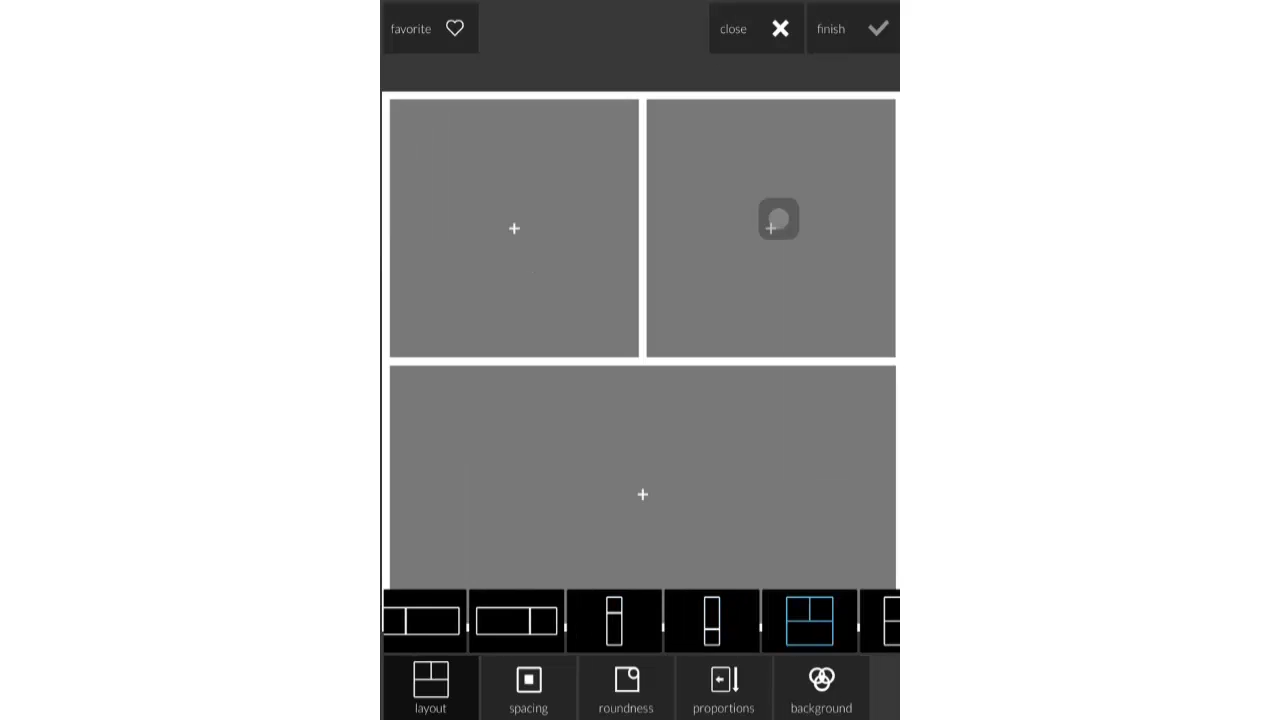 favorite
close
finish
layout
spacing
roundness
proportions
background